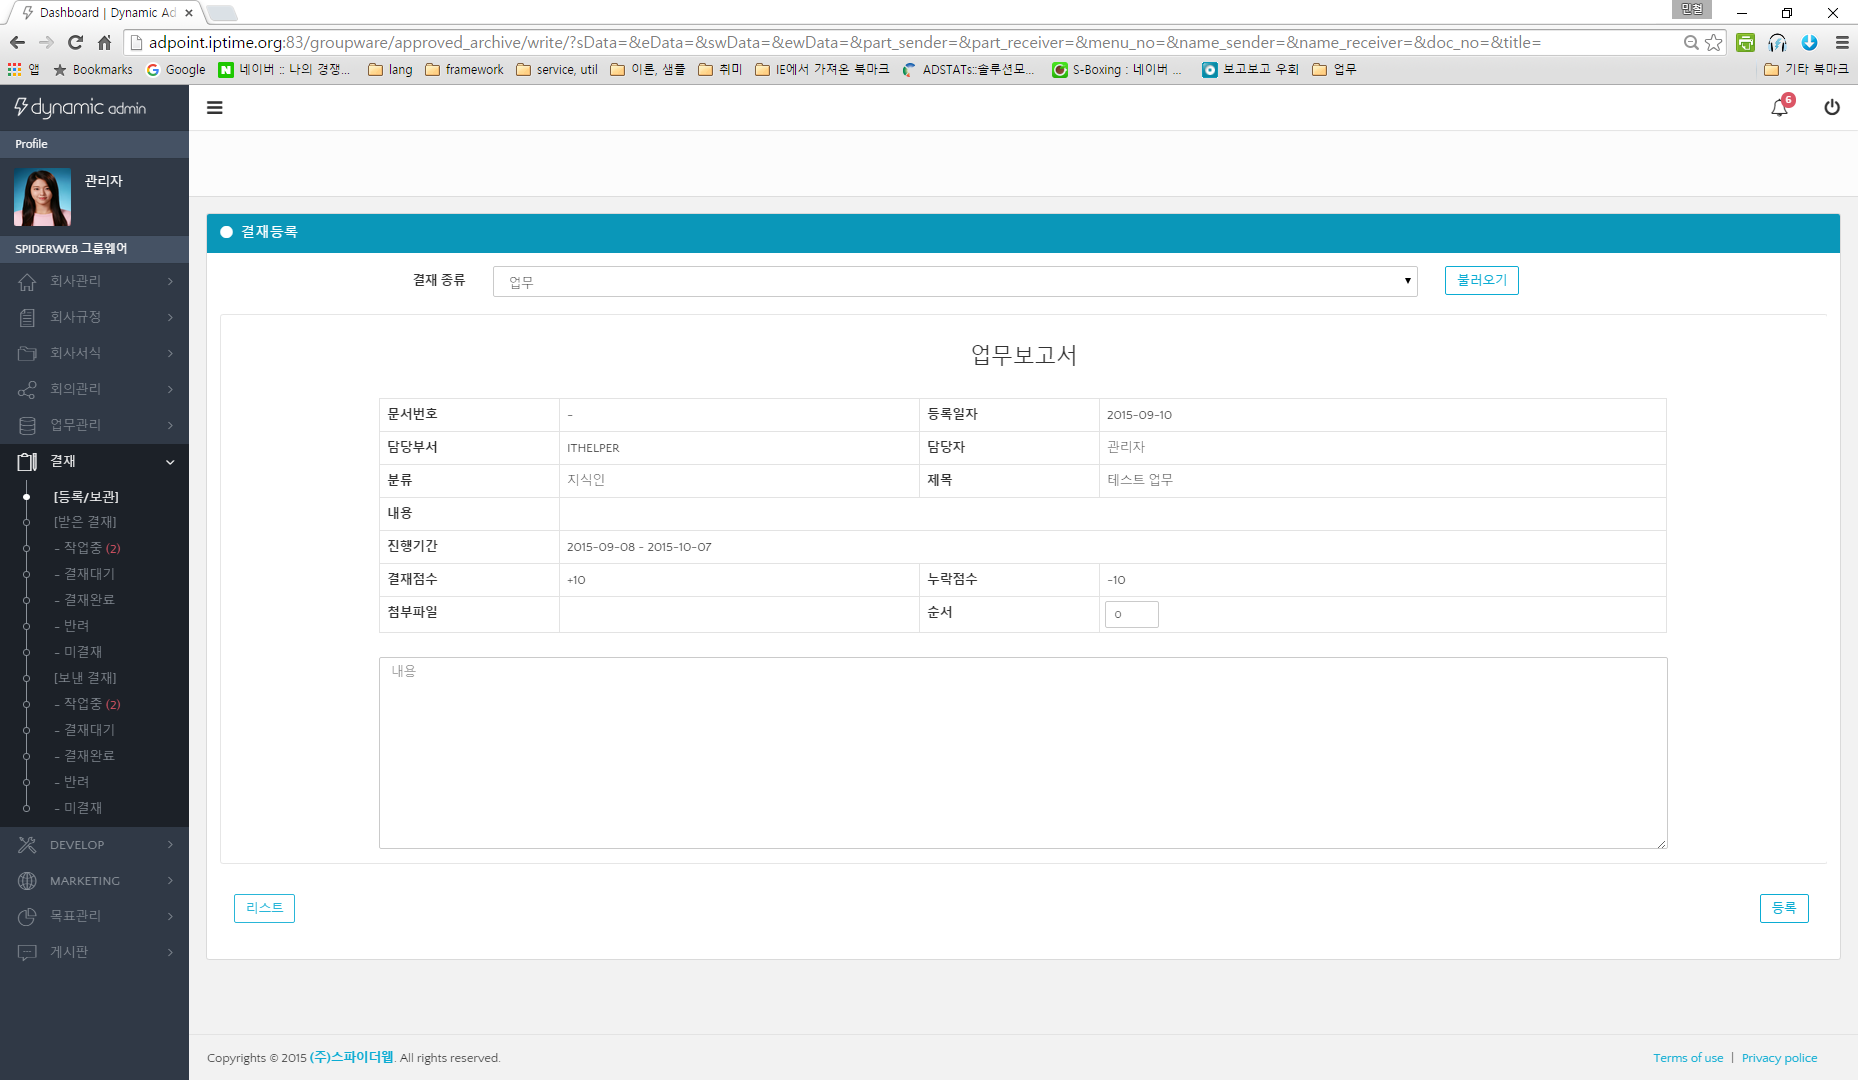 Dashboard | Dynamic Ad
민철
adpoint.iptime.org:83/groupware/approved_archive/write/?sData=&eData=&swData=&ewData=&part_sender=&part_receiver=&menu_no=&name_sender=&name_receiver=&doc_no=&title=
앱 Bookmarks Google 네이버 :: 나의 경쟁... lang framework service, util 이론, 샘플 취미 IE에서 가져온 북마크 ADSTATs::솔루션모... S-Boxing : 네이버 ... 보고보고 우회 업무 기타 북마크
dynamic admin
6
Profile
관리자
SPIDERWEB 그룹웨어
회사관리
회사규정
회사서식
회의관리
업무관리
결재
[등록/보관]
[받은 결재]
- 작업중 (2)
- 결재대기
- 결재완료
- 반려
- 미결재
[보낸 결재]
- 작업중 (2)
- 결재대기
- 결재완료
- 반려
- 미결재
DEVELOP
MARKETING
목표관리
게시판
결재등록
결재 종류 업무 불러오기
업무보고서
문서번호 - 등록일자 2015-09-10
담당부서 ITHELPER 담당자 관리자
분류 지식인 제목 테스트 업무
내용
진행기간 2015-09-08 - 2015-10-07
결재점수 +10 누락점수 -10
첨부파일 순서 0
내용
리스트 등록
Copyrights © 2015 (주)스파이더웹. All rights reserved.
Terms of use | Privacy police